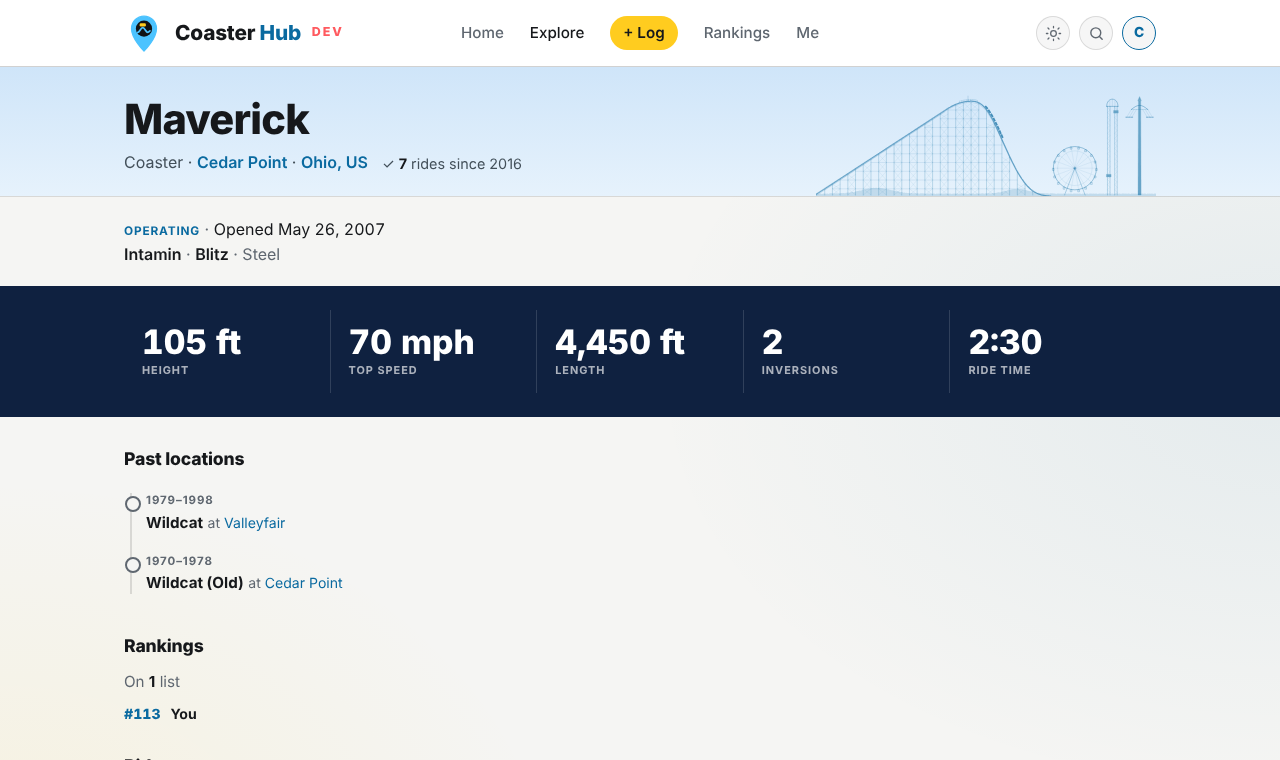 Coaster Hub DEV
Home Explore + Log Rankings Me
C
Maverick
Coaster · Cedar Point · Ohio, US ✓ 7 rides since 2016
OPERATING · Opened May 26, 2007
Intamin · Blitz · Steel
105 ft 70 mph 4,450 ft 2 2:30
HEIGHT TOP SPEED LENGTH INVERSIONS RIDE TIME
Past locations
1979–1998
Wildcat at Valleyfair
1970–1978
Wildcat (Old) at Cedar Point
Rankings
On 1 list
#113 You